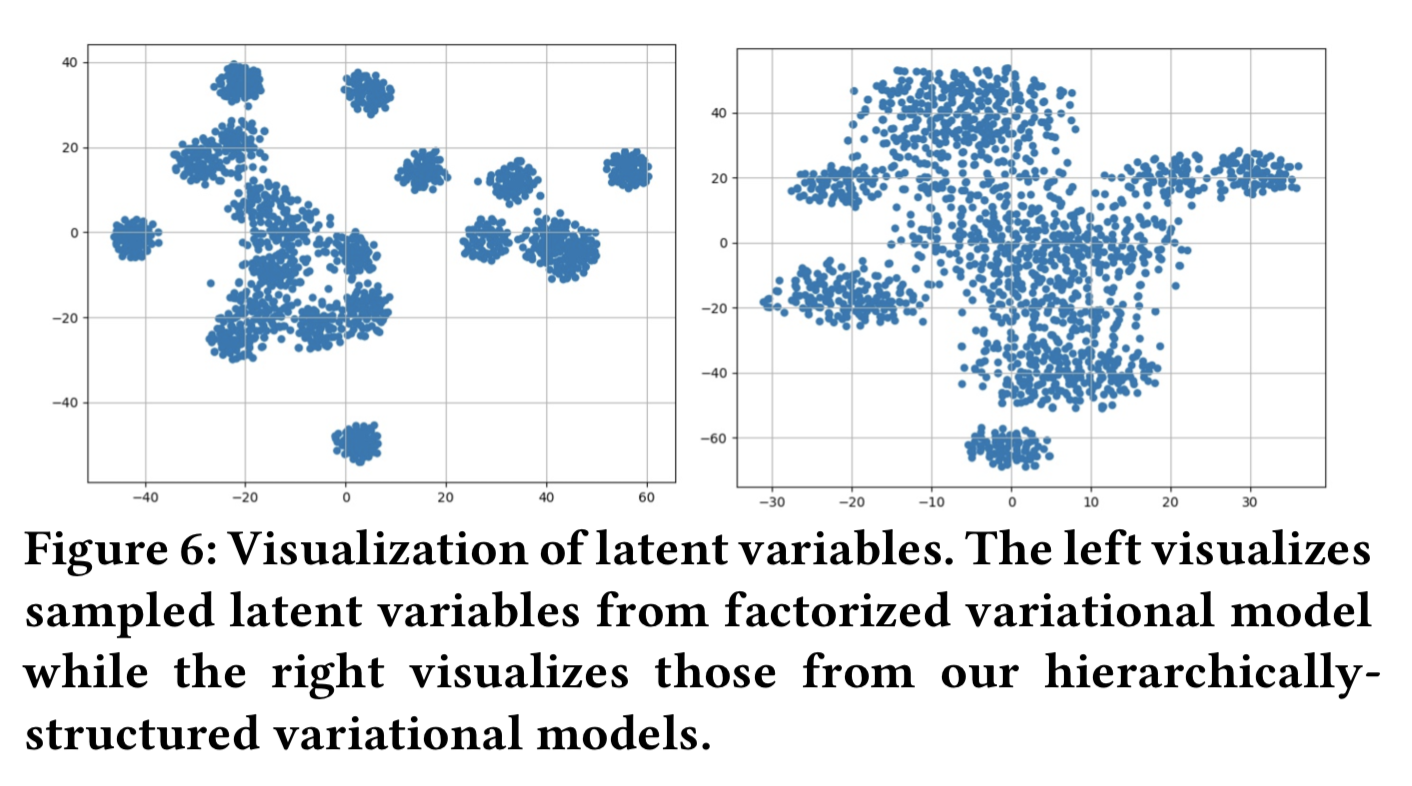 40
20
0
−20
−40
−40 −20 0 20 40 60
40
20
0
−20
−40
−60
−30 −20 −10 0 10 20 30
Figure 6: Visualization of latent variables. The left visualizes
sampled latent variables from factorized variational model
while the right visualizes those from our hierarchically-
structured variational models.